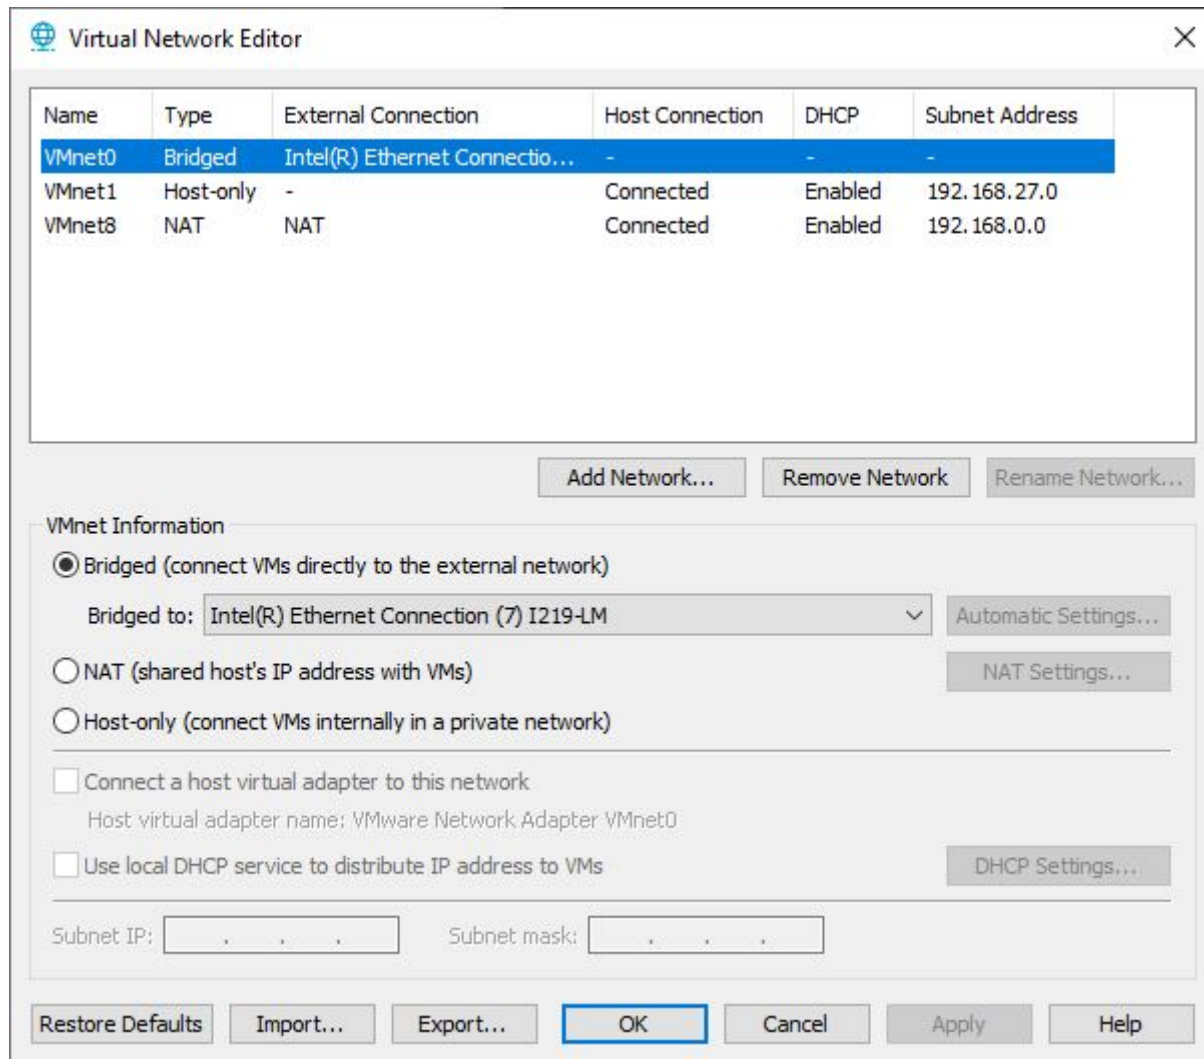 Virtual Network Editor
Name Type External Connection Host Connection DHCP Subnet Address
VMnet0 Bridged Intel(R) Ethernet Connectio... - - -
VMnet1 Host-only - Connected Enabled 192.168.27.0
VMnet8 NAT NAT Connected Enabled 192.168.0.0
Add Network... Remove Network Rename Network...
VMnet Information
Bridged (connect VMs directly to the external network)
Bridged to: Intel(R) Ethernet Connection (7) I219-LM Automatic Settings...
NAT (shared host's IP address with VMs) NAT Settings...
Host-only (connect VMs internally in a private network)
Connect a host virtual adapter to this network
Host virtual adapter name: VMware Network Adapter VMnet0
Use local DHCP service to distribute IP address to VMs DHCP Settings...
Subnet IP: . . . Subnet mask: . . .
Restore Defaults Import... Export... OK Cancel Apply Help